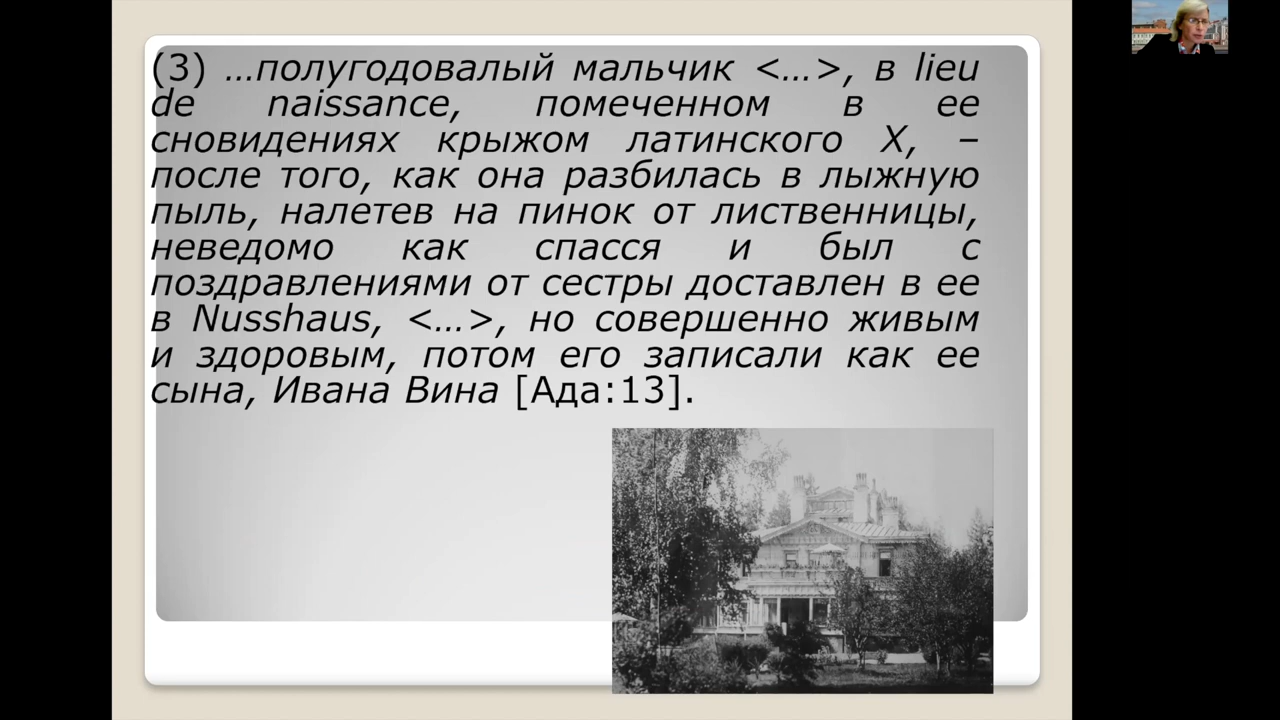 (3) …полугодовалый мальчик <…>, в lieu
de naissance, помеченном в ее
сновидениях крыжом латинского X, –
после того, как она разбилась в лыжную
пыль, налетев на пинок от лиственницы,
неведомо как спасся и был с
поздравлениями от сестры доставлен в ее
в Nusshaus, <…>, но совершенно живым
и здоровым, потом его записали как ее
сына, Ивана Вина [Ада:13].